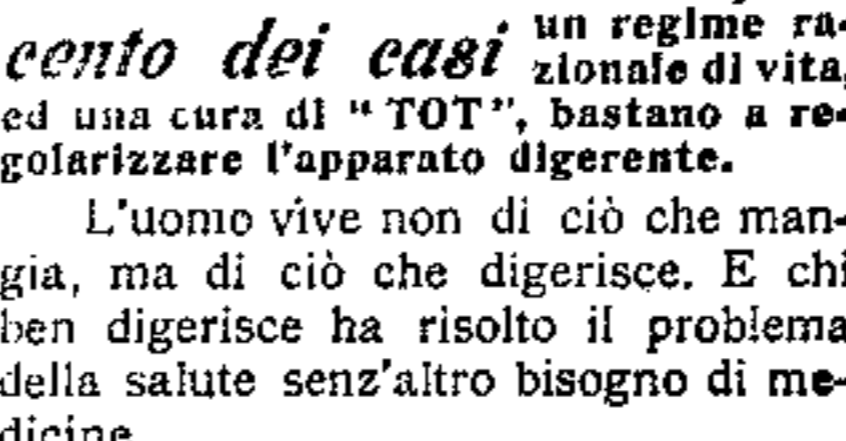 cento dei casi un regime ra-
zionale di vita,
ed una cura di “TOT”, bastano a re-
golarizzare l'apparato digerente.
L'uomo vive non di ciò che man-
gia, ma di ciò che digerisce. E chi
ben digerisce ha risolto il problema
della salute senz'altro bisogno di me-
dicine